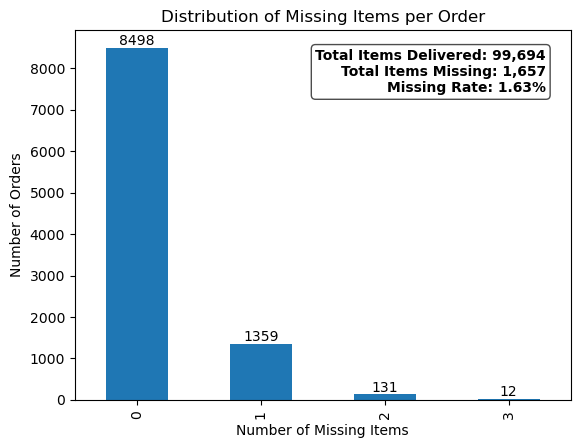 Distribution of Missing Items per Order
Total Items Delivered: 99,694
Total Items Missing: 1,657
Missing Rate: 1.63%
Number of Orders
8000
7000
6000
5000
4000
3000
2000
1000
0
8498
1359
131
12
0
1
2
3
Number of Missing Items